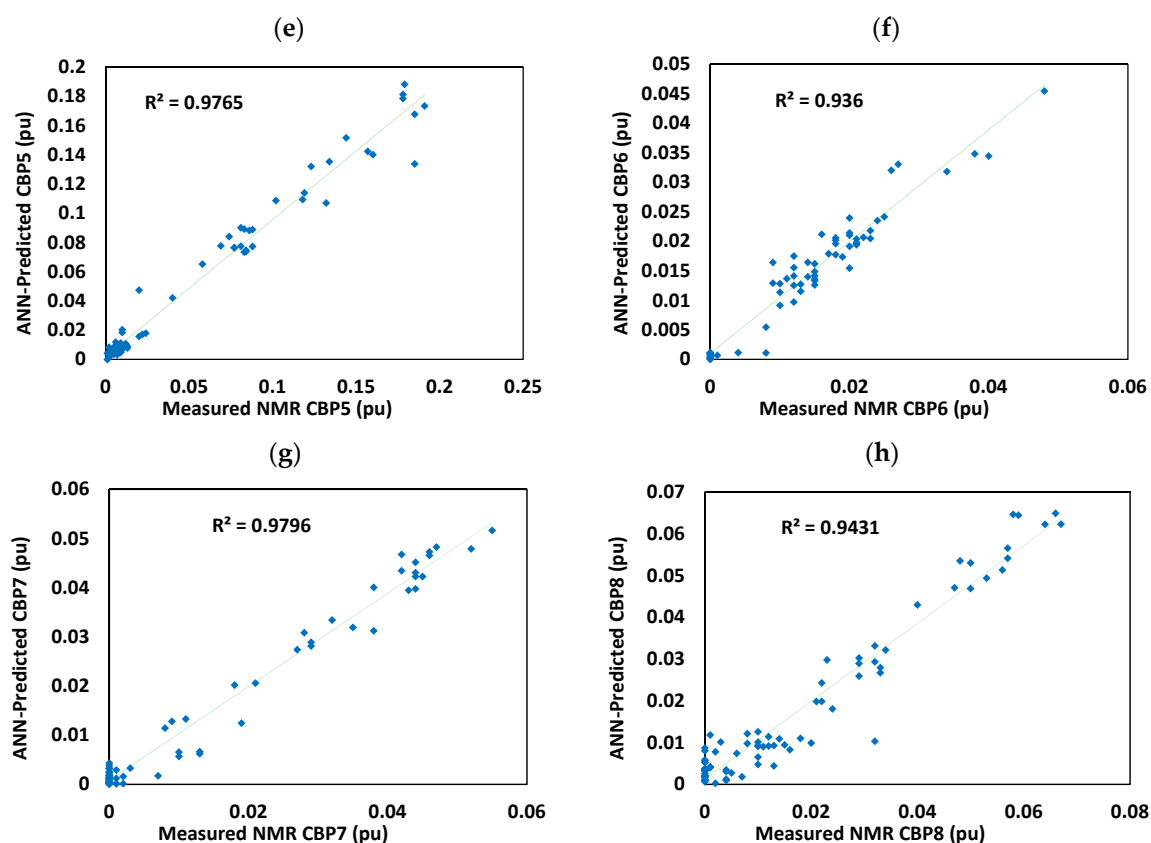 (e)
R² = 0.9765
ANN-Predicted CBP5 (pu)
0.2
0.18
0.16
0.14
0.12
0.1
0.08
0.06
0.04
0.02
0
0 0.05 0.1 0.15 0.2 0.25
Measured NMR CBP5 (pu)
(f)
R² = 0.936
ANN-Predicted CBP6 (pu)
0.05
0.045
0.04
0.035
0.03
0.025
0.02
0.015
0.01
0.005
0
0 0.02 0.04 0.06
Measured NMR CBP6 (pu)
(g)
R² = 0.9796
ANN-Predicted CBP7 (pu)
0.06
0.05
0.04
0.03
0.02
0.01
0
0 0.02 0.04 0.06
Measured NMR CBP7 (pu)
(h)
R² = 0.9431
ANN-Predicted CBP8 (pu)
0.07
0.06
0.05
0.04
0.03
0.02
0.01
0
0 0.02 0.04 0.06 0.08
Measured NMR CBP8 (pu)